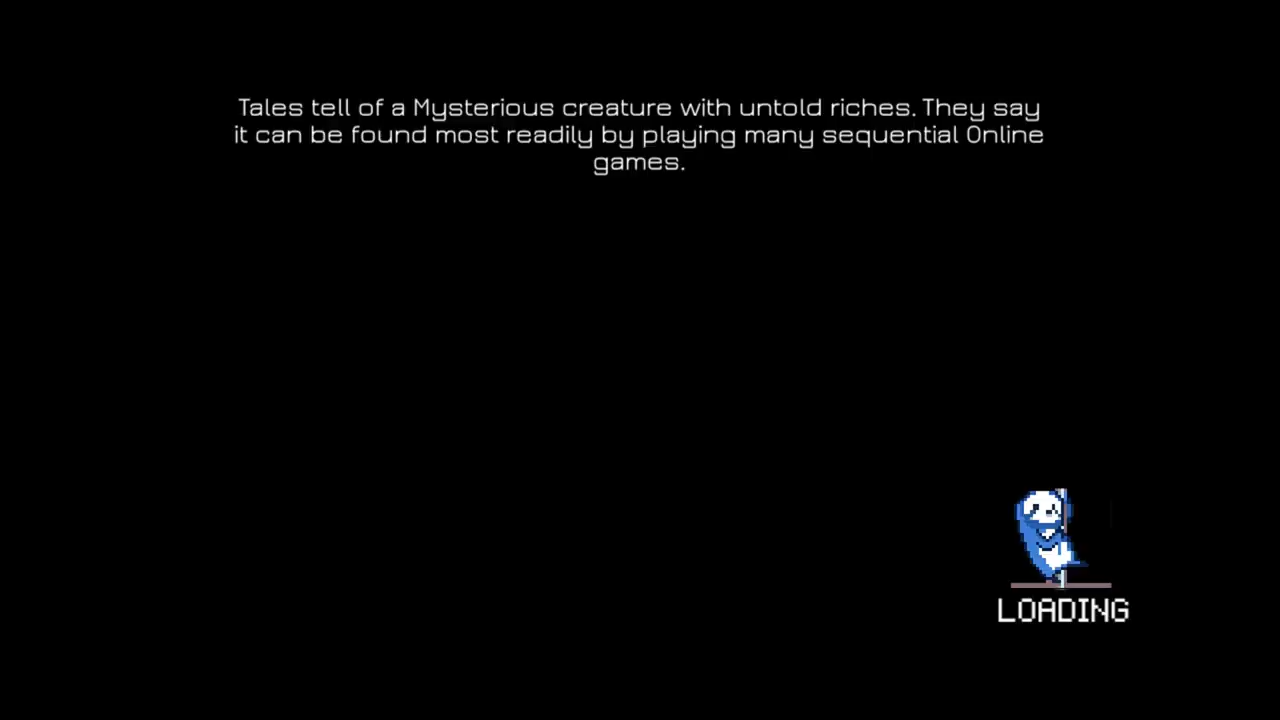 Tales tell of a Mysterious creature with untold riches. They say
it can be found most readily by playing many sequential Online
games.
LOADING